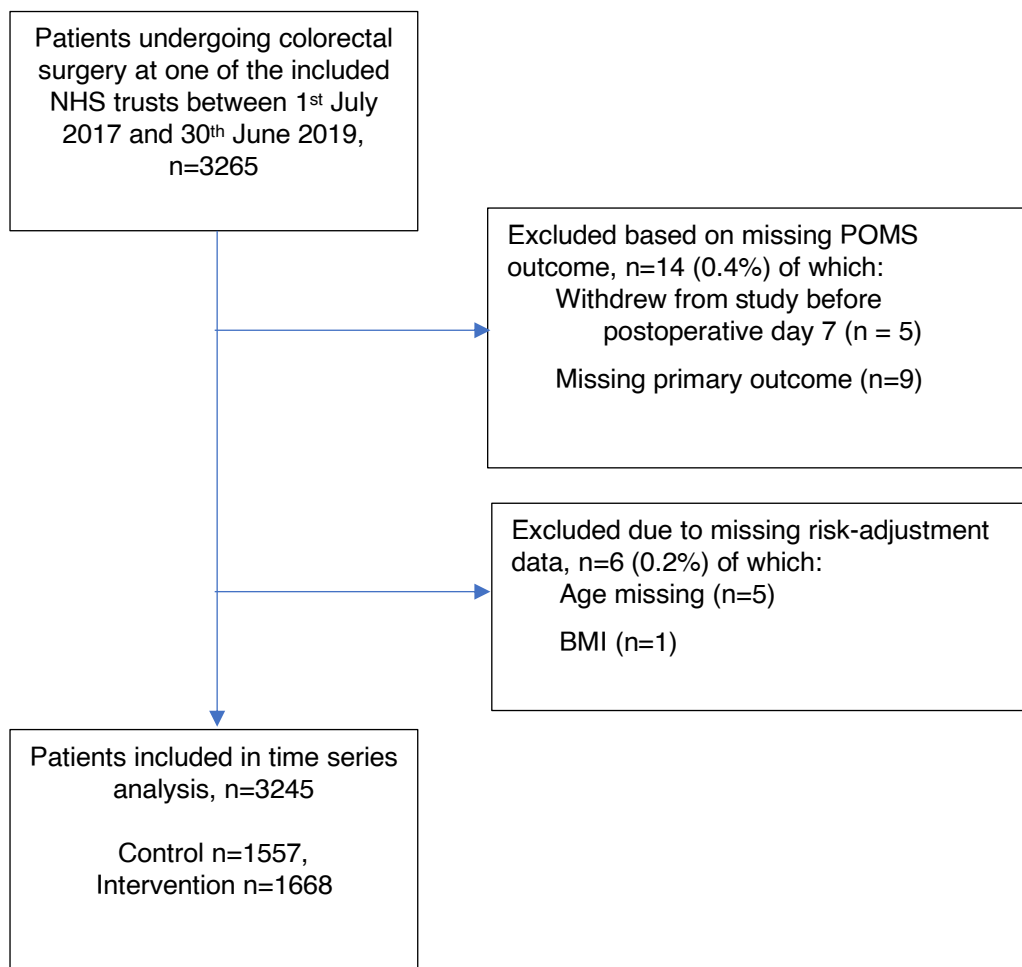 Patients undergoing colorectal
surgery at one of the included
NHS trusts between 1st July
2017 and 30th June 2019,
n=3265
Excluded based on missing POMS
outcome, n=14 (0.4%) of which:
Withdrew from study before
postoperative day 7 (n = 5)
Missing primary outcome (n=9)
Excluded due to missing risk-adjustment
data, n=6 (0.2%) of which:
Age missing (n=5)
BMI (n=1)
Patients included in time series
analysis, n=3245
Control n=1557,
Intervention n=1668